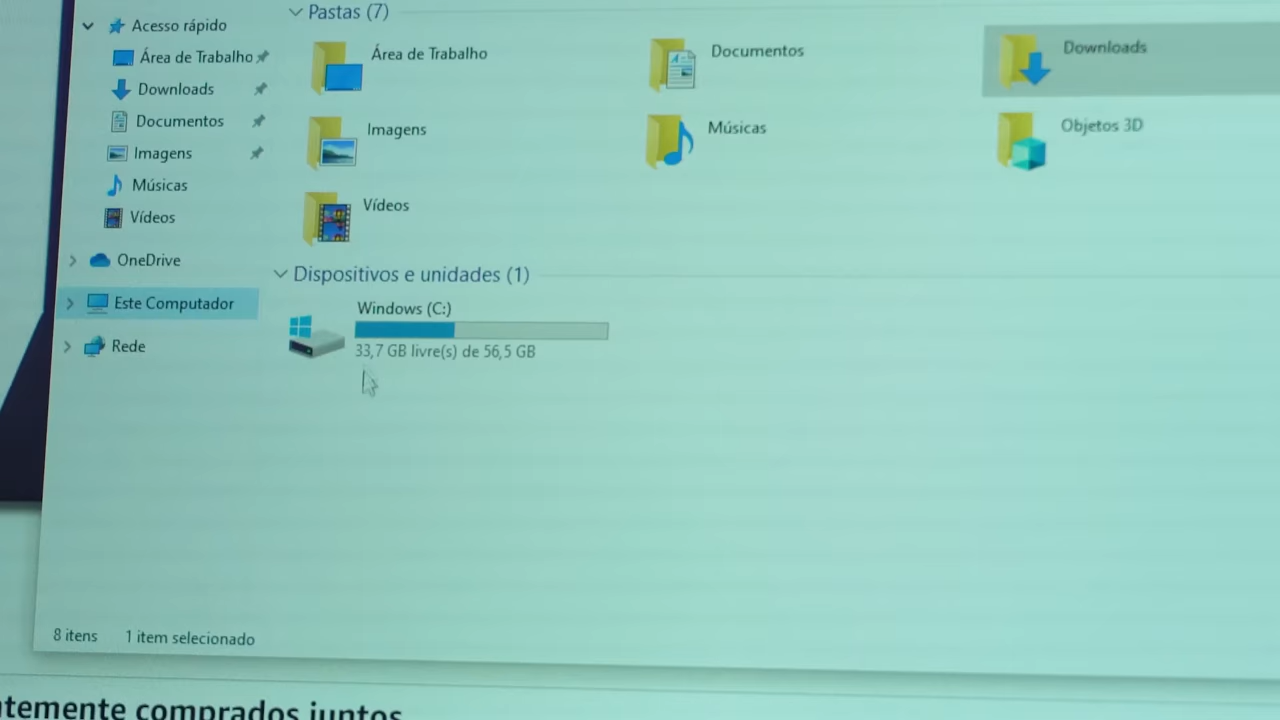 Acesso rápido
Área de Trabalho
Downloads
Documentos
Imagens
Músicas
Vídeos
OneDrive
Este Computador
Rede
Pastas (7)
Área de Trabalho
Documentos
Downloads
Imagens
Músicas
Objetos 3D
Vídeos
Dispositivos e unidades (1)
Windows (C:)
33,7 GB livre(s) de 56,5 GB
8 itens 1 item selecionado
comprados juntos